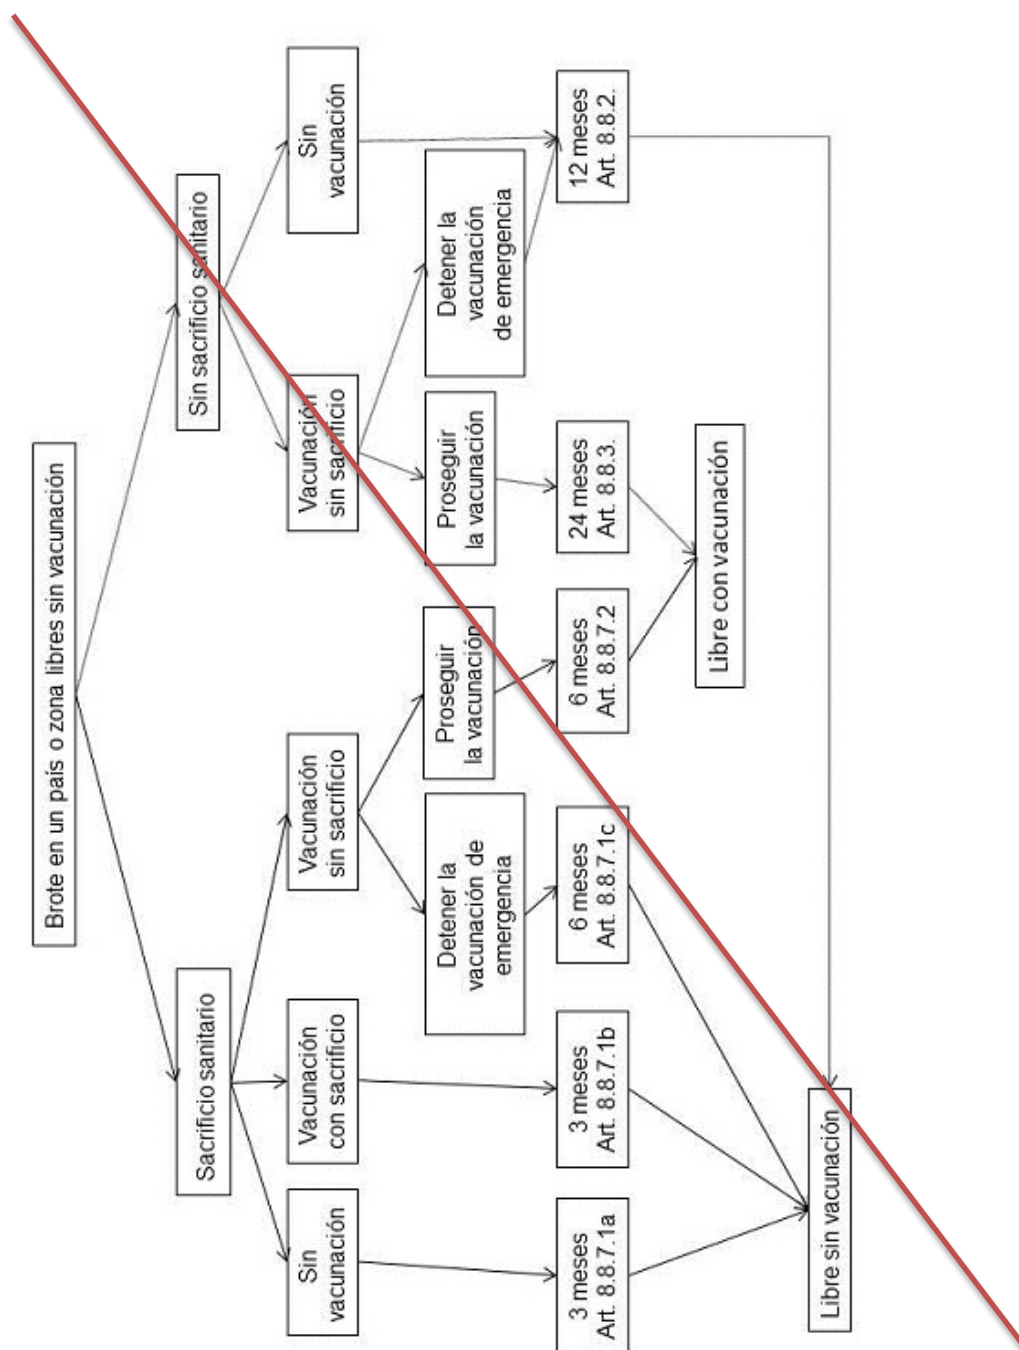 Brote en un país o zona libres sin vacunación
Sacrificio sanitario
Sin sacrificio sanitario
Sin
vacunación
Vacunación
con sacrificio
Vacunación
sin sacrificio
Vacunación
sin sacrificio
Sin
vacunación
Detener la
vacunación de
emergencia
Proseguir
la vacunación
Proseguir
la vacunación
Detener la
vacunación
de emergencia
3 meses
Art. 8.8.7.1a
3 meses
Art. 8.8.7.1b
6 meses
Art. 8.8.7.1c
6 meses
Art. 8.8.7.2
24 meses
Art. 8.8.3.
12 meses
Art. 8.8.2.
Libre con vacunación
Libre sin vacunación